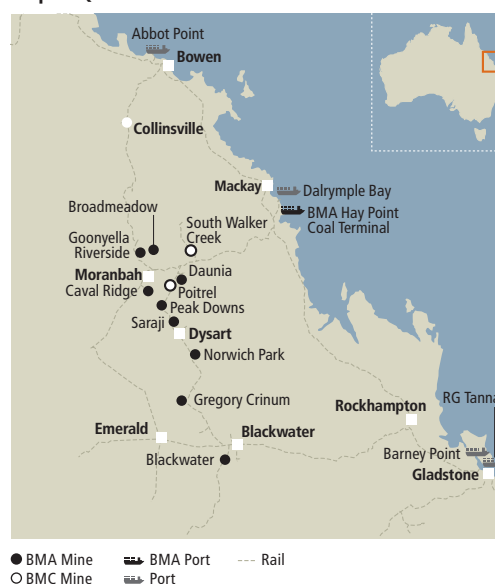 Abbot Point
Bowen
Collinsville
Mackay
Dalrymple Bay
BMA Hay Point
Coal Terminal
Broadmeadow
South Walker
Creek
Goonyella
Riverside
Moranbah
Daunia
Caval Ridge
Poitrel
Peak Downs
Saraji
Dysart
Norwich Park
Gregory Crinum
Rockhampton
RG Tanna
Emerald
Blackwater
Blackwater
Barney Point
Gladstone
BMA Mine
BMA Port
Rail
BMC Mine
Port